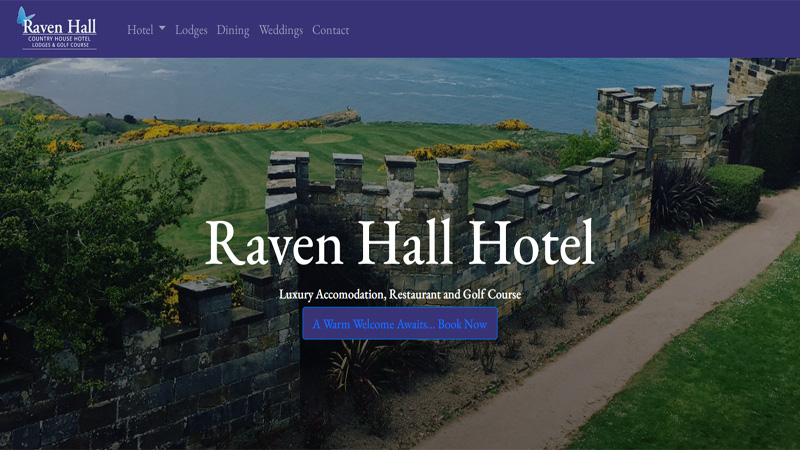 Raven Hall
COUNTRY HOUSE HOTEL
LODGES & GOLF COURSE
Hotel Lodges Dining Weddings Contact
Raven Hall Hotel
Luxury Accomodation, Restaurant and Golf Course
A Warm Welcome Awaits... Book Now